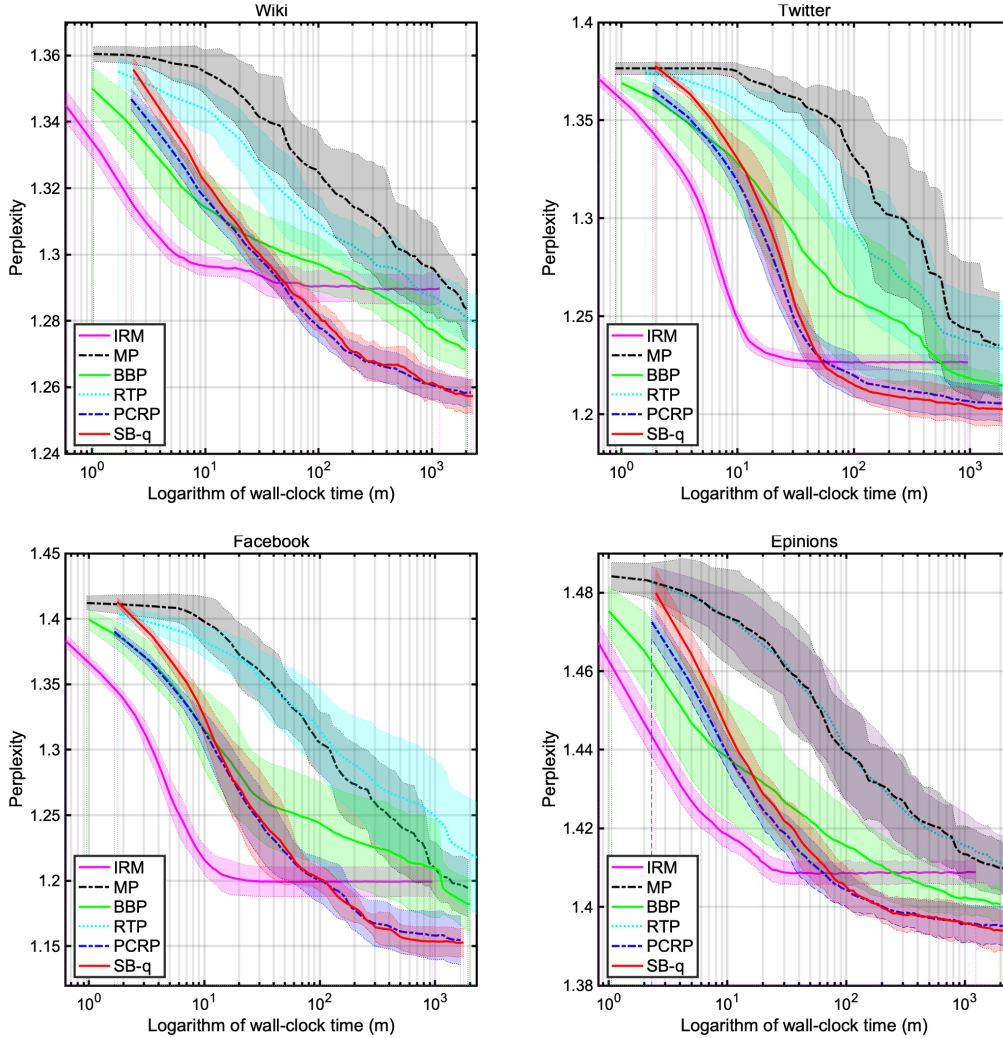 Wiki
Perplexity
1.36
1.34
1.32
1.3
1.28
1.26
1.24
IRM
MP
BBP
RTP
PCRP
SB-q
10^0
10^1
10^2
10^3
Logarithm of wall-clock time (m)
Twitter
Perplexity
1.4
1.35
1.3
1.25
1.2
IRM
MP
BBP
RTP
PCRP
SB-q
10^0
10^1
10^2
10^3
Logarithm of wall-clock time (m)
Facebook
Perplexity
1.45
1.4
1.35
1.3
1.25
1.2
1.15
IRM
MP
BBP
RTP
PCRP
SB-q
10^0
10^1
10^2
10^3
Logarithm of wall-clock time (m)
Epinions
Perplexity
1.48
1.46
1.44
1.42
1.4
1.38
IRM
MP
BBP
RTP
PCRP
SB-q
10^0
10^1
10^2
10^3
Logarithm of wall-clock time (m)